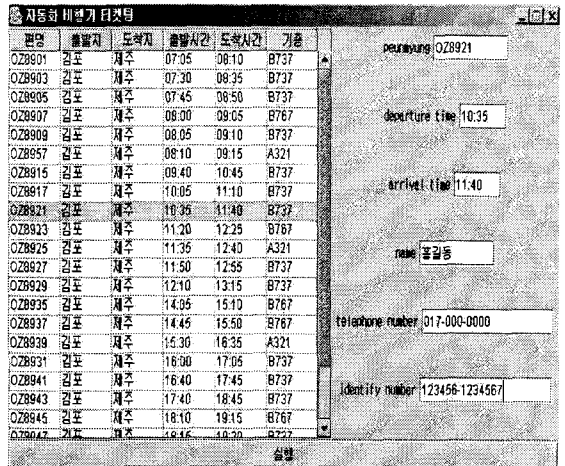 자동화 비행기 티켓팅
편명 출발지 도착지 출발시간 도착시간 기종
OZ8901 김포 제주 07:05 08:10 B737
OZ8903 김포 제주 07:30 08:35 B737
OZ8905 김포 제주 07:45 08:50 B737
OZ8907 김포 제주 08:00 09:05 B767
OZ8909 김포 제주 08:05 09:10 B737
OZ8957 김포 제주 08:10 09:15 A321
OZ8915 김포 제주 09:40 10:45 B737
OZ8917 김포 제주 10:05 11:10 B737
OZ8921 김포 제주 10:35 11:40 B737
OZ8923 김포 제주 11:20 12:25 B767
OZ8925 김포 제주 11:35 12:40 A321
OZ8927 김포 제주 11:50 12:55 B737
OZ8929 김포 제주 12:10 13:15 B737
OZ8935 김포 제주 14:05 15:10 B767
OZ8937 김포 제주 14:45 15:50 B767
OZ8939 김포 제주 15:30 16:35 A321
OZ8931 김포 제주 16:00 17:05 B737
OZ8941 김포 제주 16:40 17:45 B737
OZ8943 김포 제주 17:40 18:45 B737
OZ8945 김포 제주 18:10 19:15 B767
peunmyung OZ8921
departure time 10:35
arrivel time 11:40
name 홍길동
telephone number 017-000-0000
identify number 123456-1234567
실행